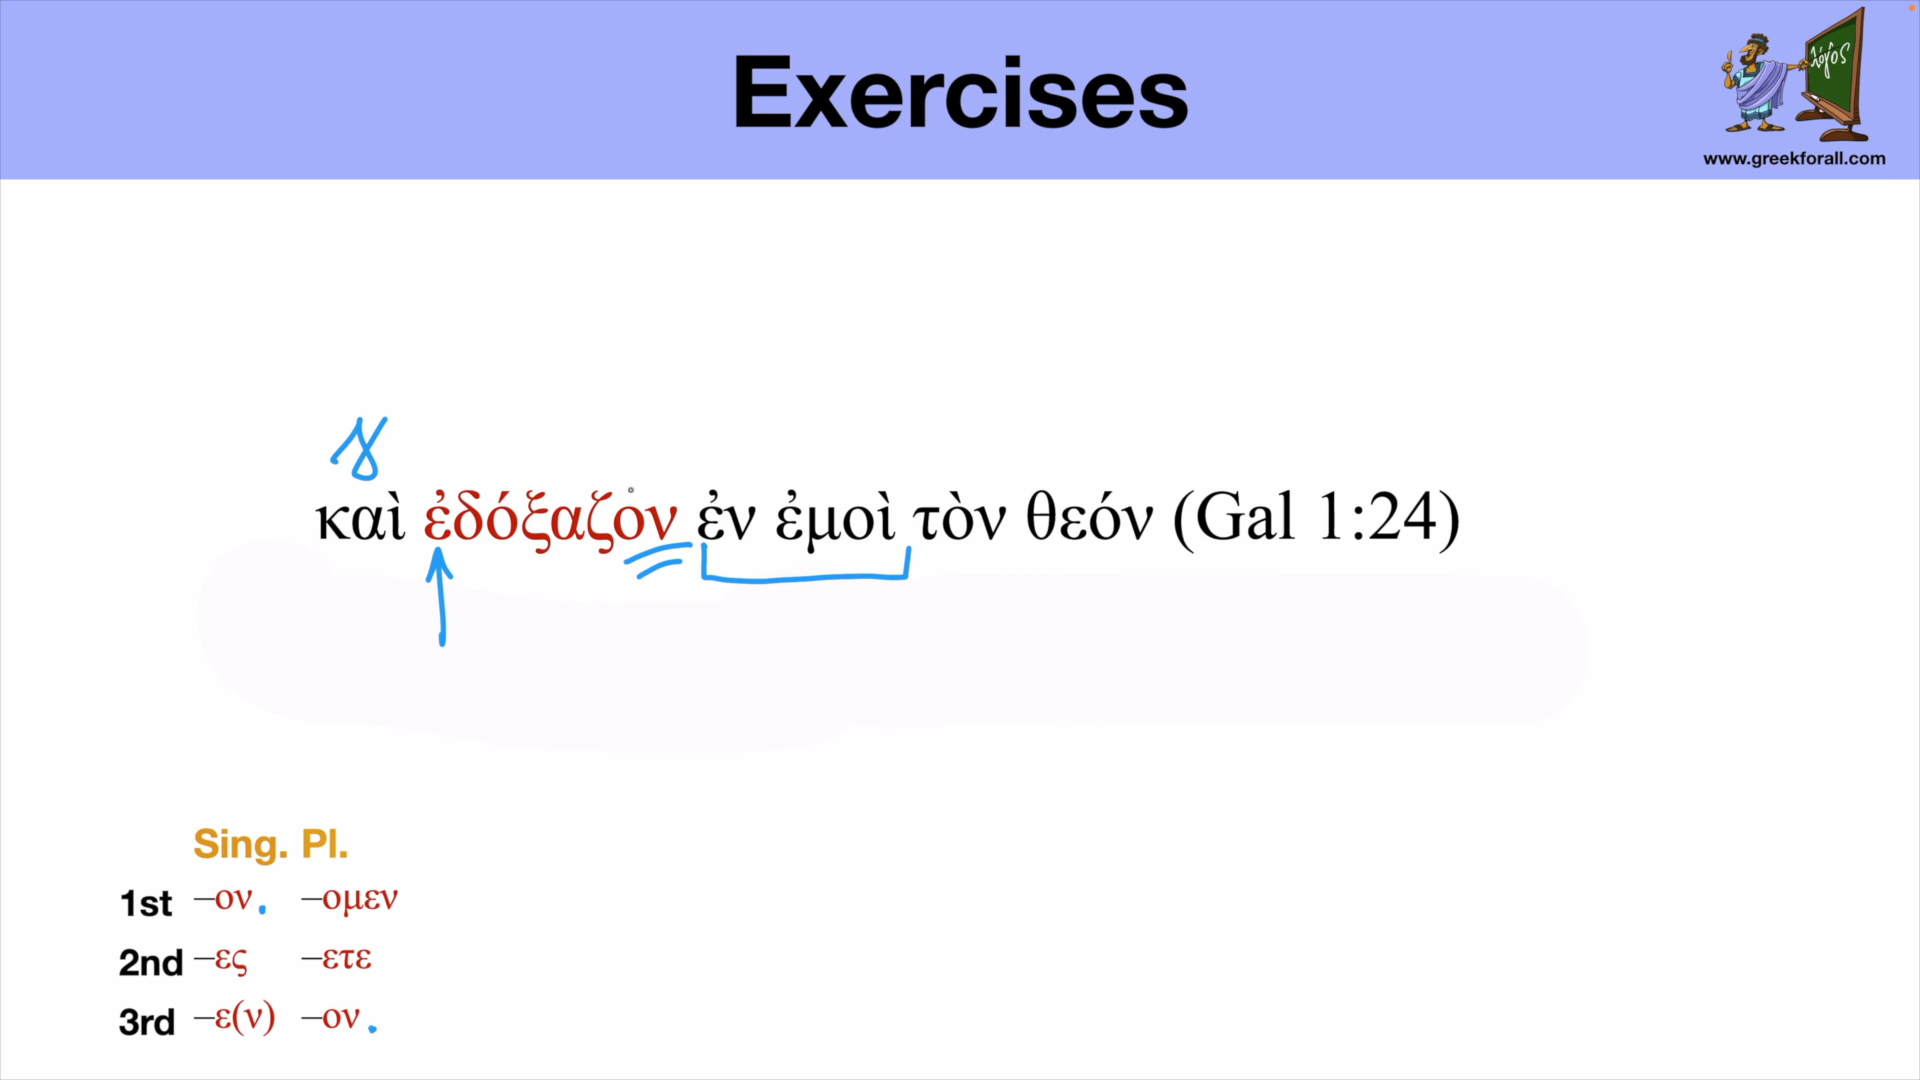 Exercises
λόγος
www.greekforall.com
&
καὶ ἐδόξαζον ἐν ἐμοὶ τὸν θεόν (Gal 1:24)
Sing. Pl.
1st –ον. –ομεν
2nd –ες –ετε
3rd –ε(ν) –ον.